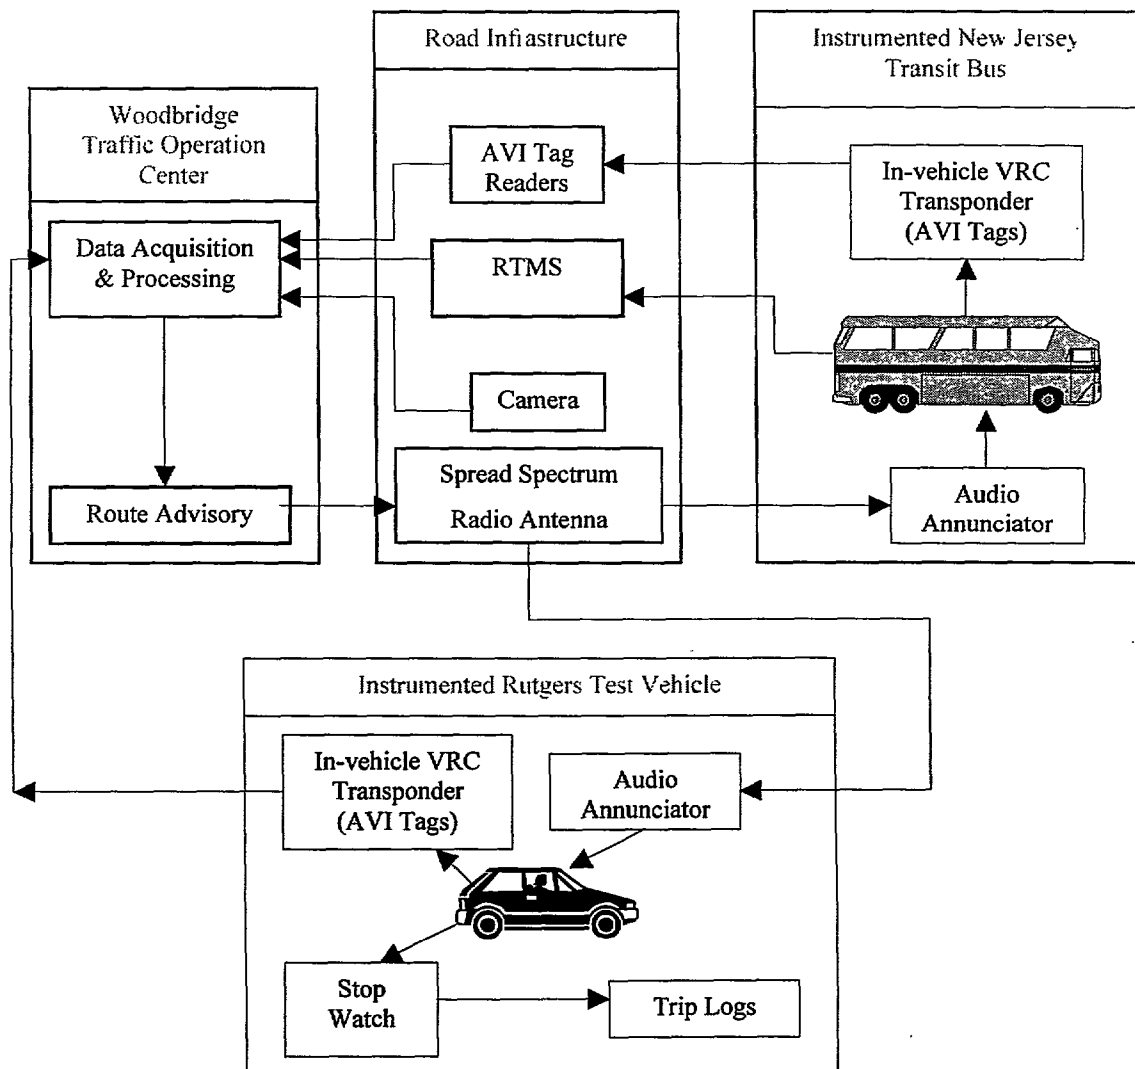 Woodbridge
Traffic Operation
Center
Data Acquisition
& Processing
Route Advisory
Road Infrastructure
AVI Tag
Readers
RTMS
Camera
Spread Spectrum
Radio Antenna
Instrumented New Jersey
Transit Bus
In-vehicle VRC
Transponder
(AVI Tags)
Audio
Annunciator
Instrumented Rutgers Test Vehicle
In-vehicle VRC
Transponder
(AVI Tags)
Audio
Annunciator
Stop
Watch
Trip Logs